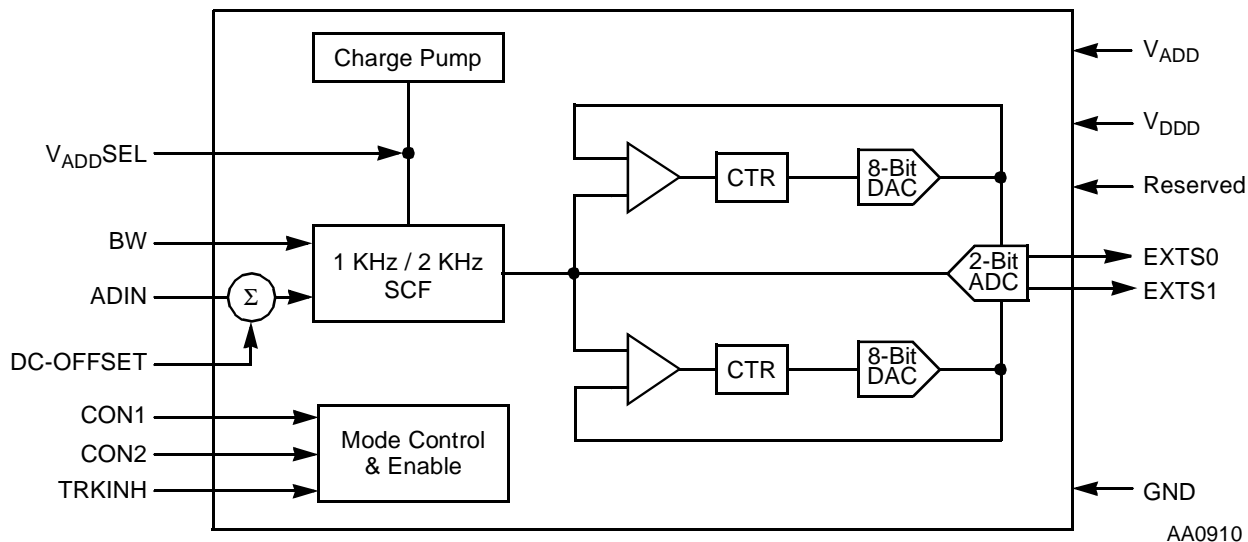 Charge Pump
V_ADD
V_DDD
Reserved
V_ADDSEL
BW
ADIN
DC-OFFSET
Σ
1 KHz / 2 KHz
SCF
CTR
8-Bit
DAC
2-Bit
ADC
EXTS0
EXTS1
CTR
8-Bit
DAC
CON1
CON2
TRKINH
Mode Control
& Enable
GND
AA0910